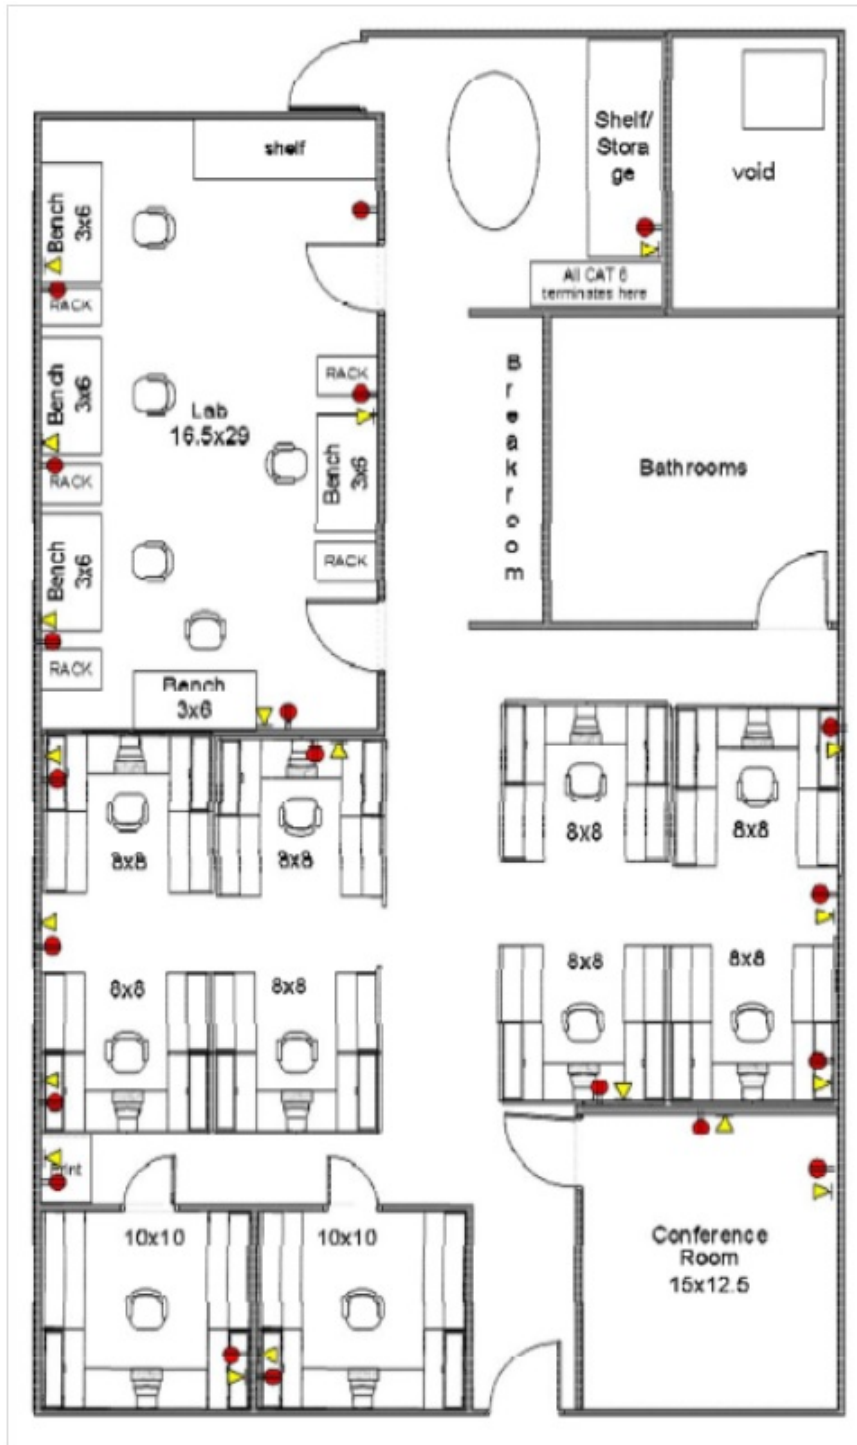 shelf
Shelf/
Stora
ge
void
Bench
3x6
RACK
All CAT 6
terminates here
Bench
3x6
RACK
Lab
16.5x29
RACK
Bench
3x6
Breakroom
Bathrooms
Bench
3x6
RACK
RACK
Bench
3x6
8x8
8x8
8x8
8x8
8x8
8x8
8x8
8x8
Print
10x10
10x10
Conference
Room
15x12.5